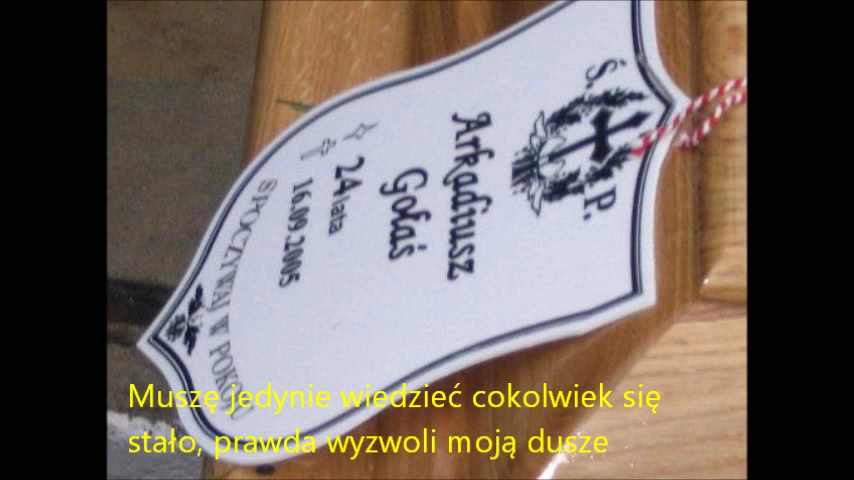 Ś. P.
Arkadiusz
Gołaś
24 lata
16.09.2005
SPOCZYWAJ W POKOJU
Muszę jedynie wiedzieć cokolwiek się
stało, prawda wyzwoli moją dusze